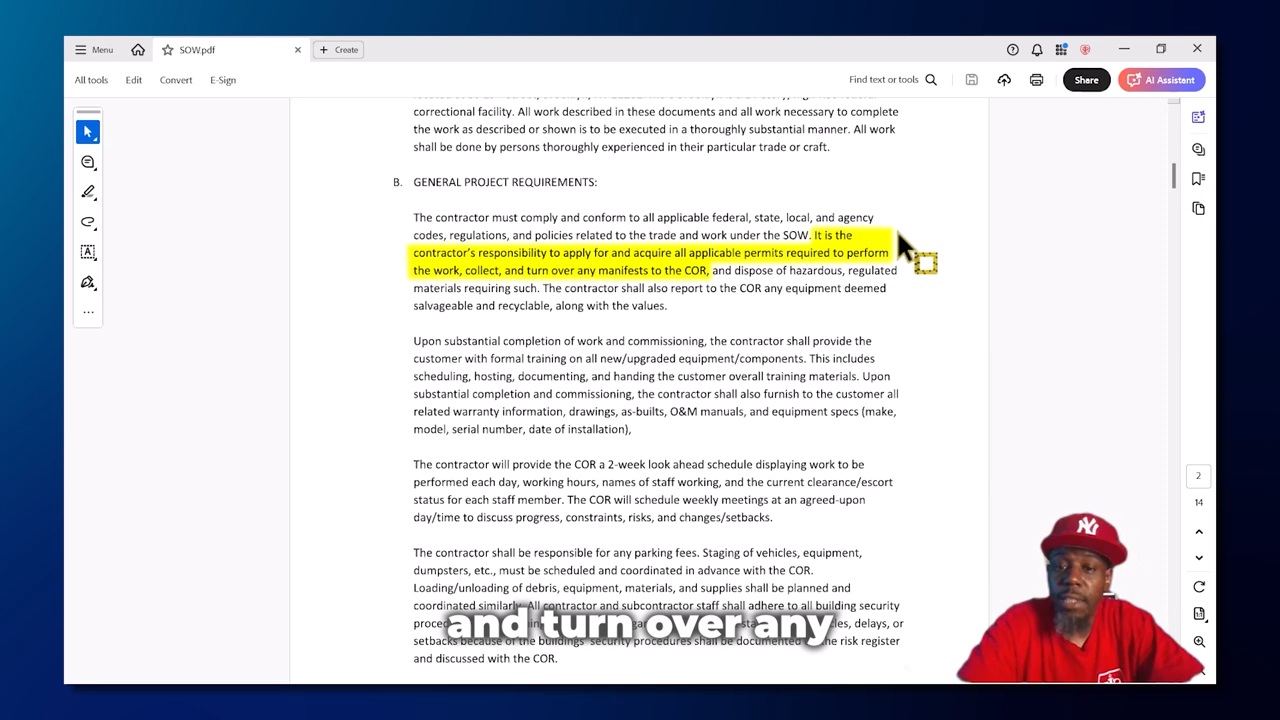 Menu
SOW.pdf
Create
All tools
Edit
Convert
E-Sign
Find text or tools
Share
AI Assistant
correctional facility. All work described in these documents and all work necessary to complete
the work as described or shown is to be executed in a thoroughly substantial manner. All work
shall be done by persons thoroughly experienced in their particular trade or craft.
B. GENERAL PROJECT REQUIREMENTS:
The contractor must comply and conform to all applicable federal, state, local, and agency
codes, regulations, and policies related to the trade and work under the SOW. It is the
contractor's responsibility to apply for and acquire all applicable permits required to perform
the work, collect, and turn over any manifests to the COR, and dispose of hazardous, regulated
materials requiring such. The contractor shall also report to the COR any equipment deemed
salvageable and recyclable, along with the values.
Upon substantial completion of work and commissioning, the contractor shall provide the
customer with formal training on all new/upgraded equipment/components. This includes
scheduling, hosting, documenting, and handing the customer overall training materials. Upon
substantial completion and commissioning, the contractor shall also furnish to the customer all
related warranty information, drawings, as-builts, O&M manuals, and equipment specs (make,
model, serial number, date of installation),
The contractor will provide the COR a 2-week look ahead schedule displaying work to be
performed each day, working hours, names of staff working, and the current clearance/escort
status for each staff member. The COR will schedule weekly meetings at an agreed-upon
day/time to discuss progress, constraints, risks, and changes/setbacks.
The contractor shall be responsible for any parking fees. Staging of vehicles, equipment,
dumpsters, etc., must be scheduled and coordinated in advance with the COR.
Loading/unloading of debris, equipment, materials, and supplies shall be planned and
coordinated similarly. All contractor and subcontractor staff shall adhere to all building security
and turn over any
delays, or
setbacks because of the buildings' security procedures shall be documented the risk register
and discussed with the COR.
2
14
NY